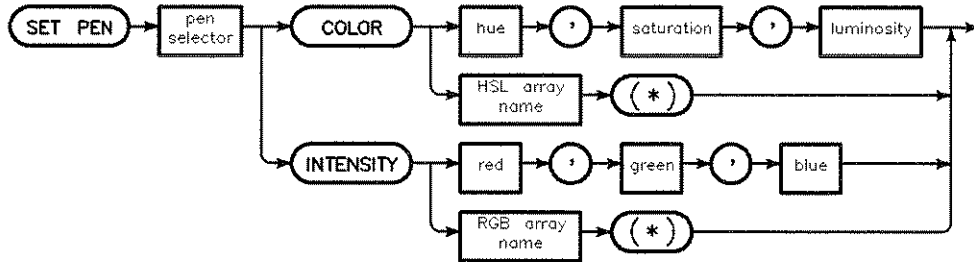 SET PEN
pen selector
COLOR
hue , saturation , luminosity
HSL array name
(*)
INTENSITY
red , green , blue
RGB array name
(*)